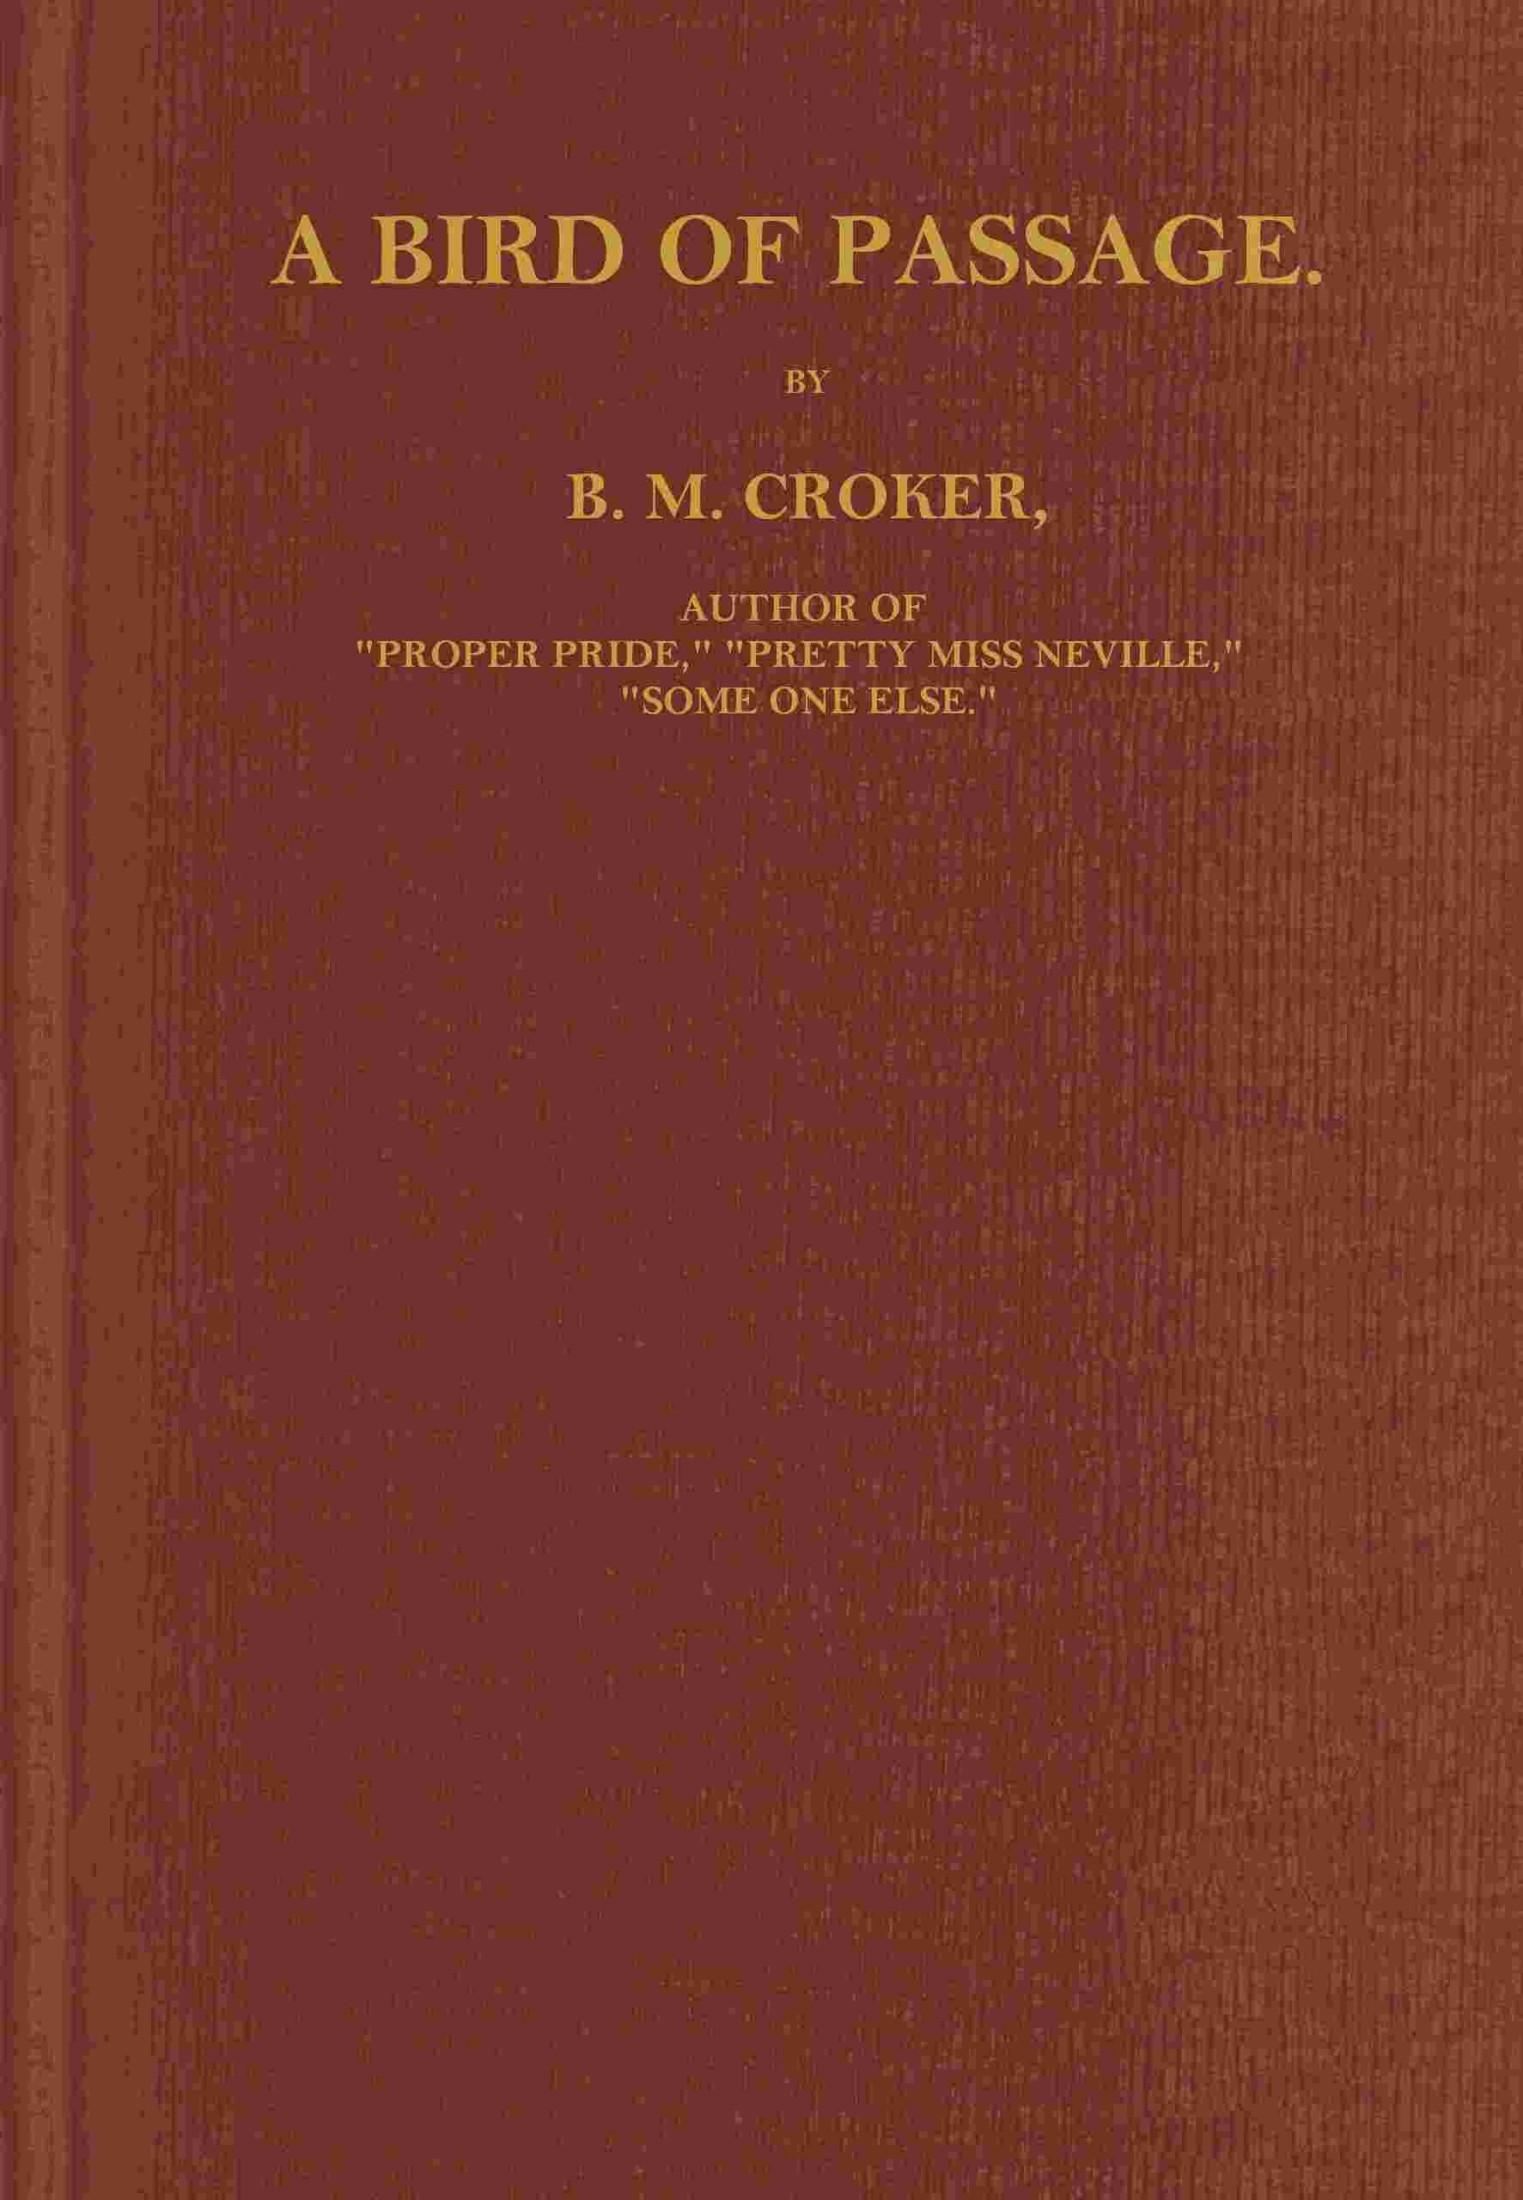 A BIRD OF PASSAGE.
BY
B. M. CROKER,
AUTHOR OF
"PROPER PRIDE," "PRETTY MISS NEVILLE,"
"SOME ONE ELSE."